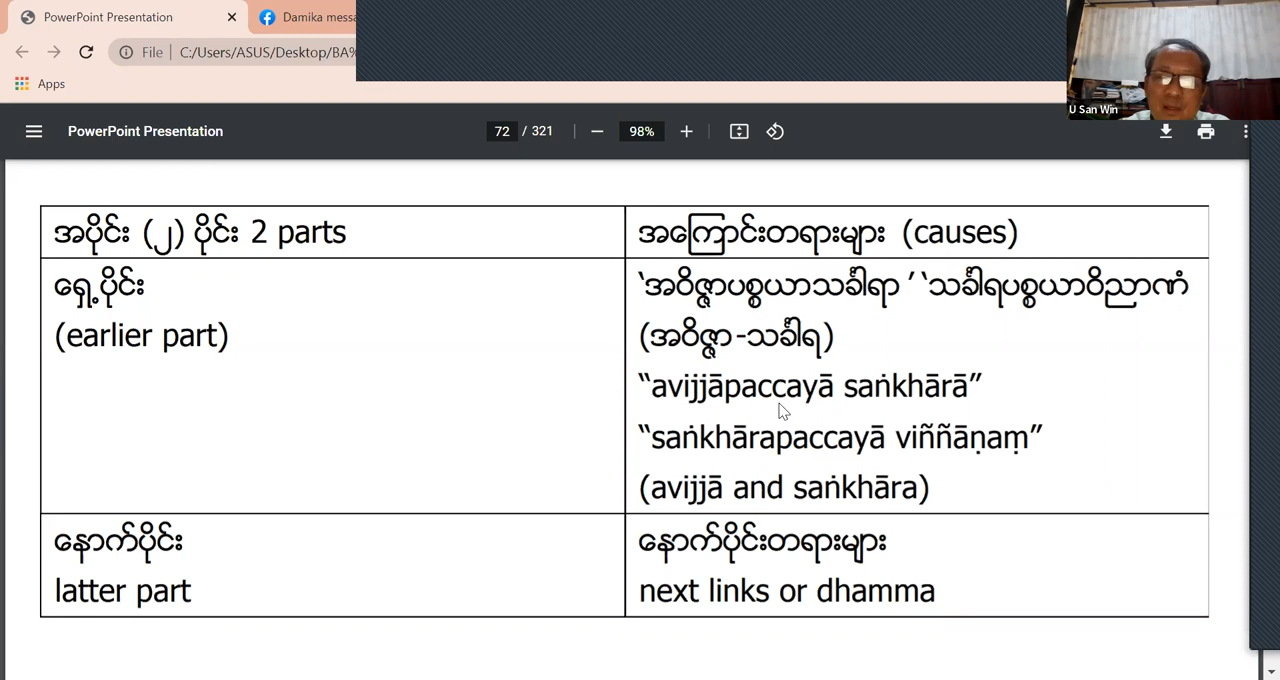 PowerPoint Presentation
Damika messa
File
C:/Users/ASUS/Desktop/BA%
Apps
U San Win
PowerPoint Presentation
72 / 321
98%
အပိုင်း (၂) ပိုင်း 2 parts
အကြောင်းတရားများ (causes)
ရှေ့ပိုင်း
(earlier part)
‘အဝိဇ္ဇာပစ္စယာသင်္ခါရာ ’ ‘သင်္ခါရပစ္စယာဝိညာဏံ
(အဝိဇ္ဇာ -သင်္ခါရ)
“avijjāpaccayā saṅkhārā”
“saṅkhārapaccayā viññāṇaṃ”
(avijjā and saṅkhāra)
နောက်ပိုင်း
latter part
နောက်ပိုင်းတရားများ
next links or dhamma